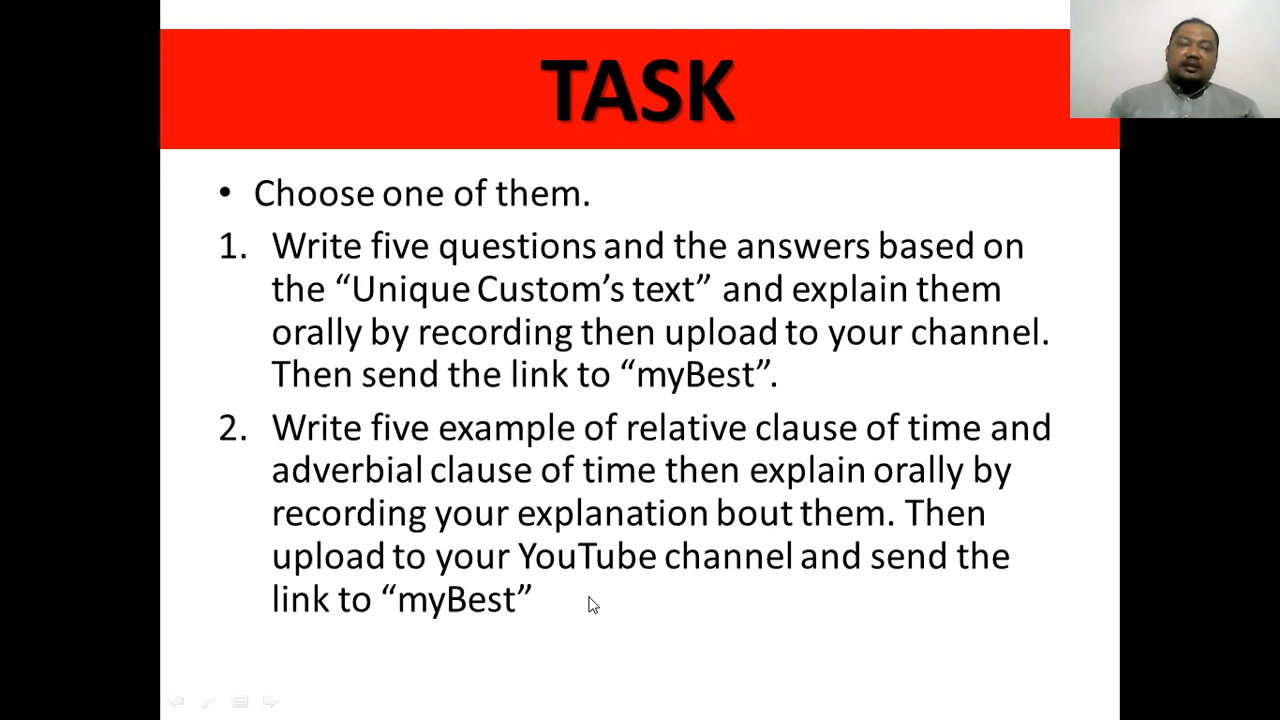 TASK
• Choose one of them.
1. Write five questions and the answers based on
the “Unique Custom’s text” and explain them
orally by recording then upload to your channel.
Then send the link to “myBest”.
2. Write five example of relative clause of time and
adverbial clause of time then explain orally by
recording your explanation bout them. Then
upload to your YouTube channel and send the
link to “myBest”